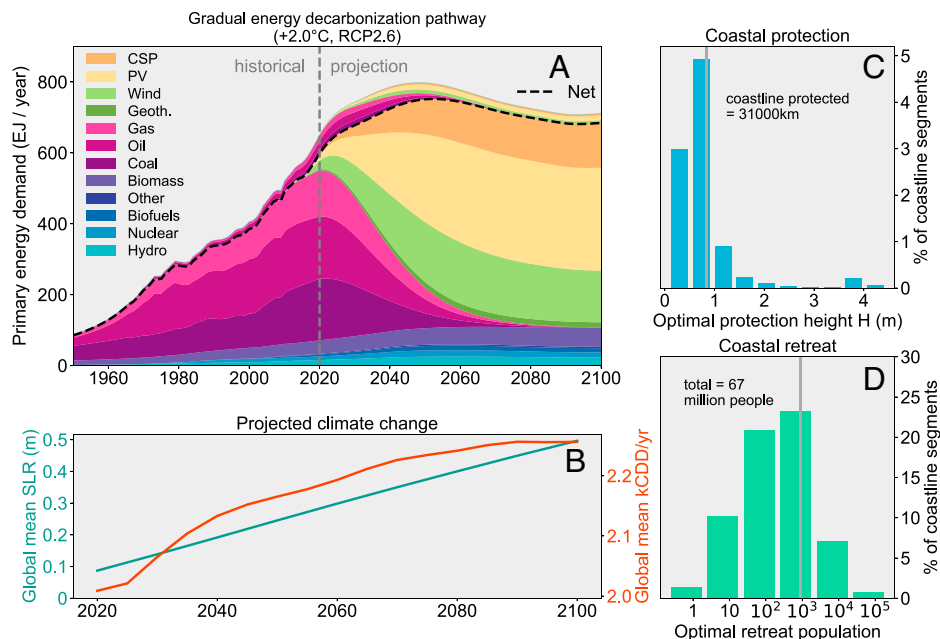 Gradual energy decarbonization pathway
(+2.0°C, RCP2.6)
A
historical
projection
Primary energy demand (EJ / year)
800
600
400
200
0
CSP
PV
Wind
Geoth.
Gas
Oil
Coal
Biomass
Other
Biofuels
Nuclear
Hydro
Net
1960
1980
2000
2020
2040
2060
2080
2100
Projected climate change
B
Global mean SLR (m)
0.5
0.4
0.3
0.2
0.1
0
2.2
2.1
2.0
Global mean kCDD/yr
2020
2040
2060
2080
2100
Coastal protection
C
coastline protected
= 31000km
5
4
3
2
1
0
% of coastline segments
0 1 2 3 4
Optimal protection height H (m)
Coastal retreat
D
total = 67
million people
30
25
20
15
10
5
0
% of coastline segments
1 10 10² 10³ 10⁴ 10⁵
Optimal retreat population